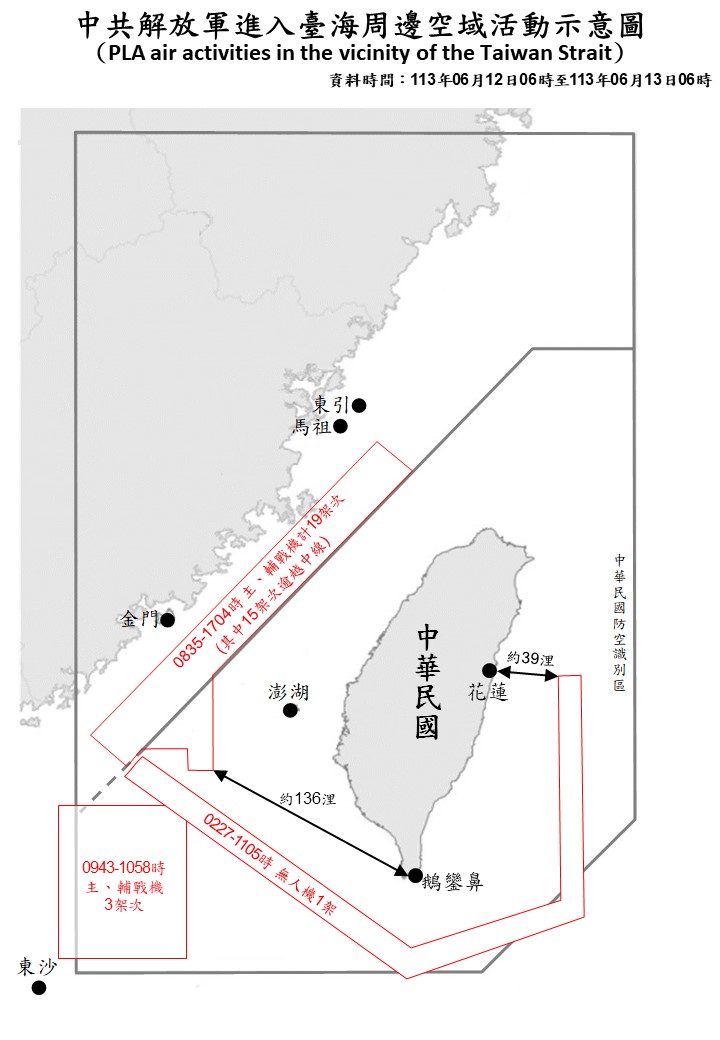 中共解放軍進入臺海周邊空域活動示意圖
（PLA air activities in the vicinity of the Taiwan Strait）
資料時間：113年06月12日06時至113年06月13日06時
東引
馬祖
0835-1704時 主、輔戰機計19架次
(其中15架次逾越中線)
中華民國防空識別區
金門
中華民國
約39浬
花蓮
澎湖
約136浬
0227-1105時 無人機1架
0943-1058時
主、輔戰機
3架次
鵝鑾鼻
東沙